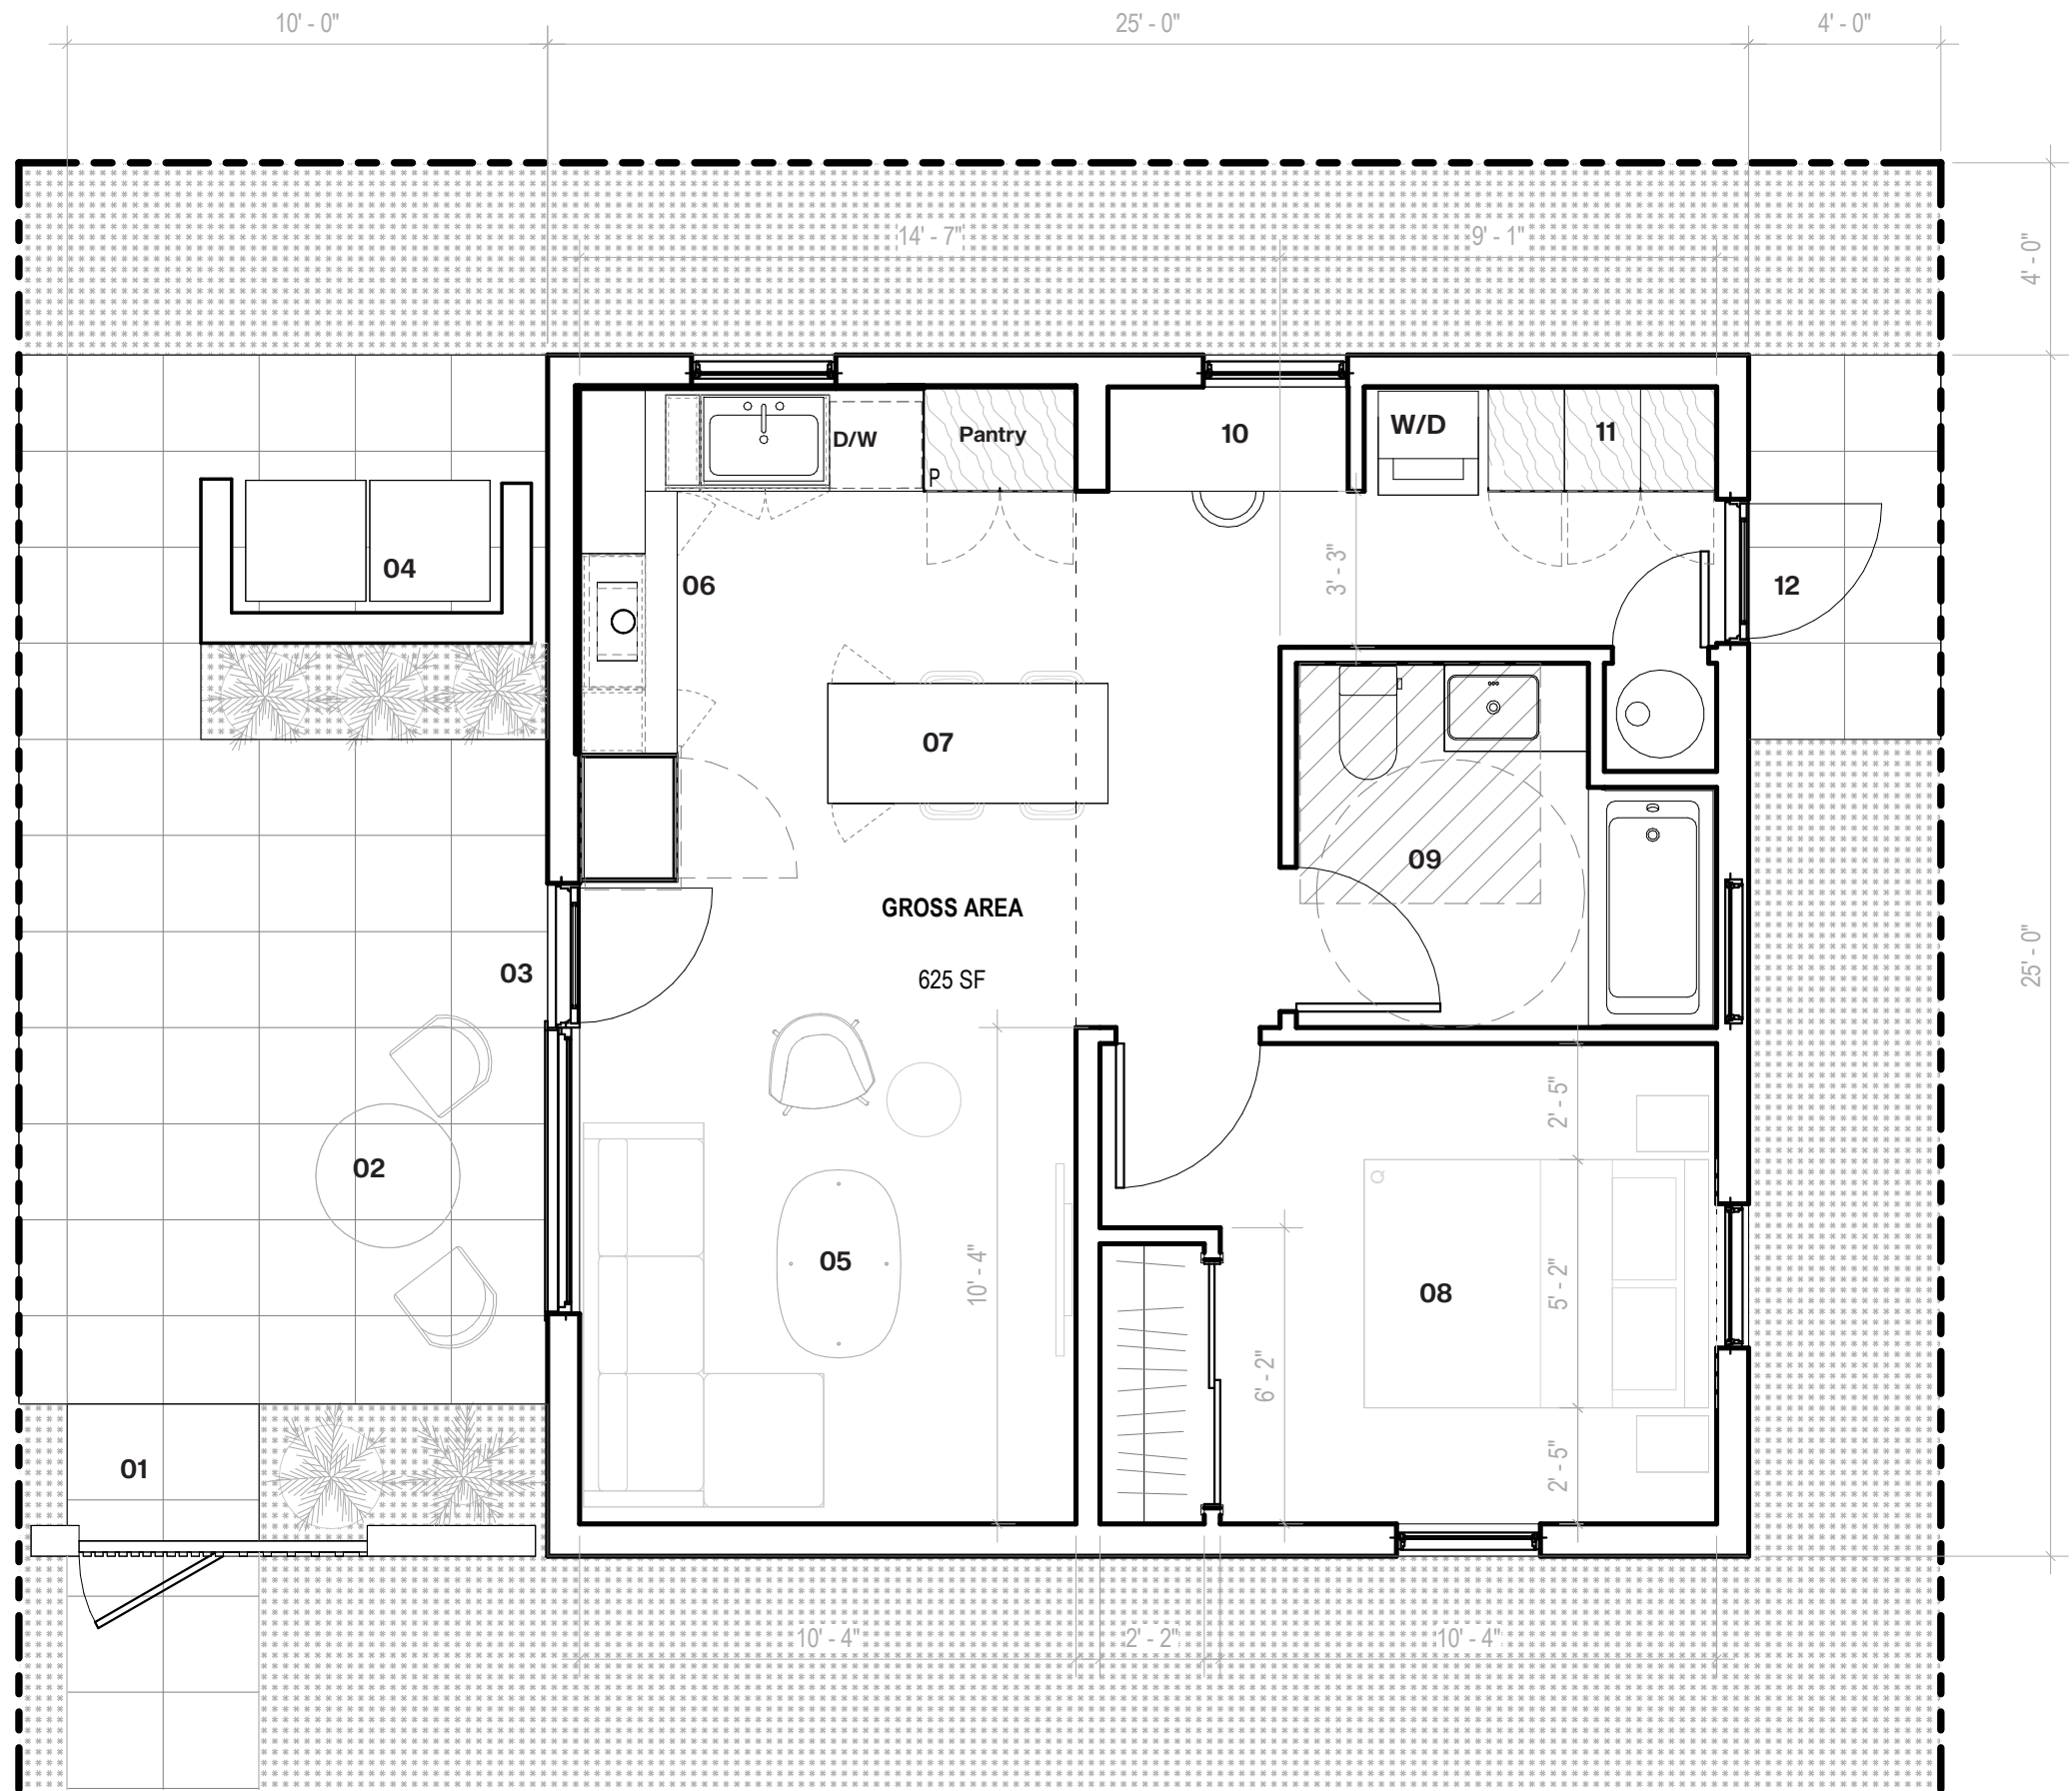 10' - 0"
25' - 0"
4' - 0"
14' - 7"
9' - 1"
4' - 0"
D/W
Pantry
P
10
W/D
11
04
06
3' - 3"
12
07
09
GROSS AREA
625 SF
03
25' - 0"
02
05
10' - 4"
2' - 5"
Q
5' - 2"
08
6' - 2"
2' - 5"
01
10' - 4"
2' - 2"
10' - 4"